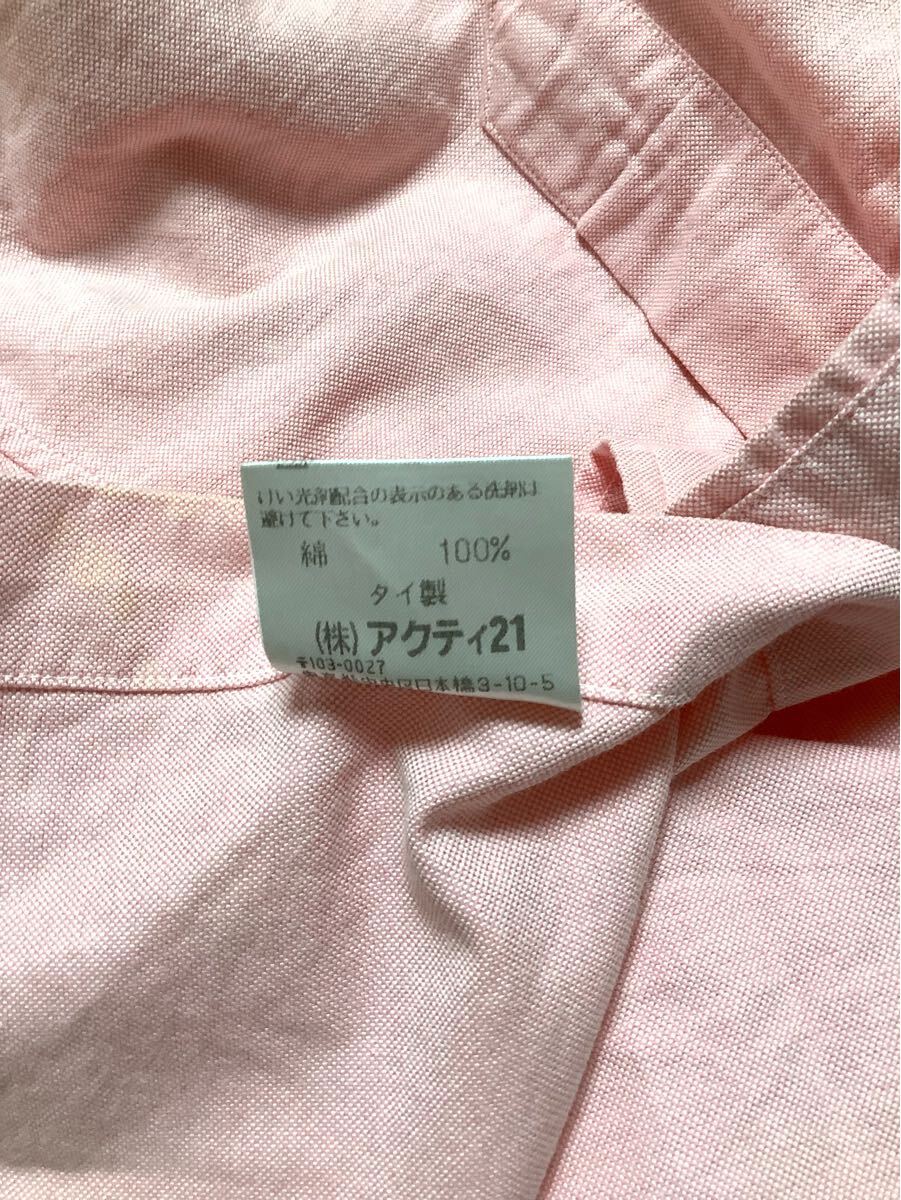 けい光剤配合の表示のある洗剤は
避けて下さい。
綿 100%
タイ製
(株)アクティ21
〒103-0027
東京都中央区日本橋3-10-5